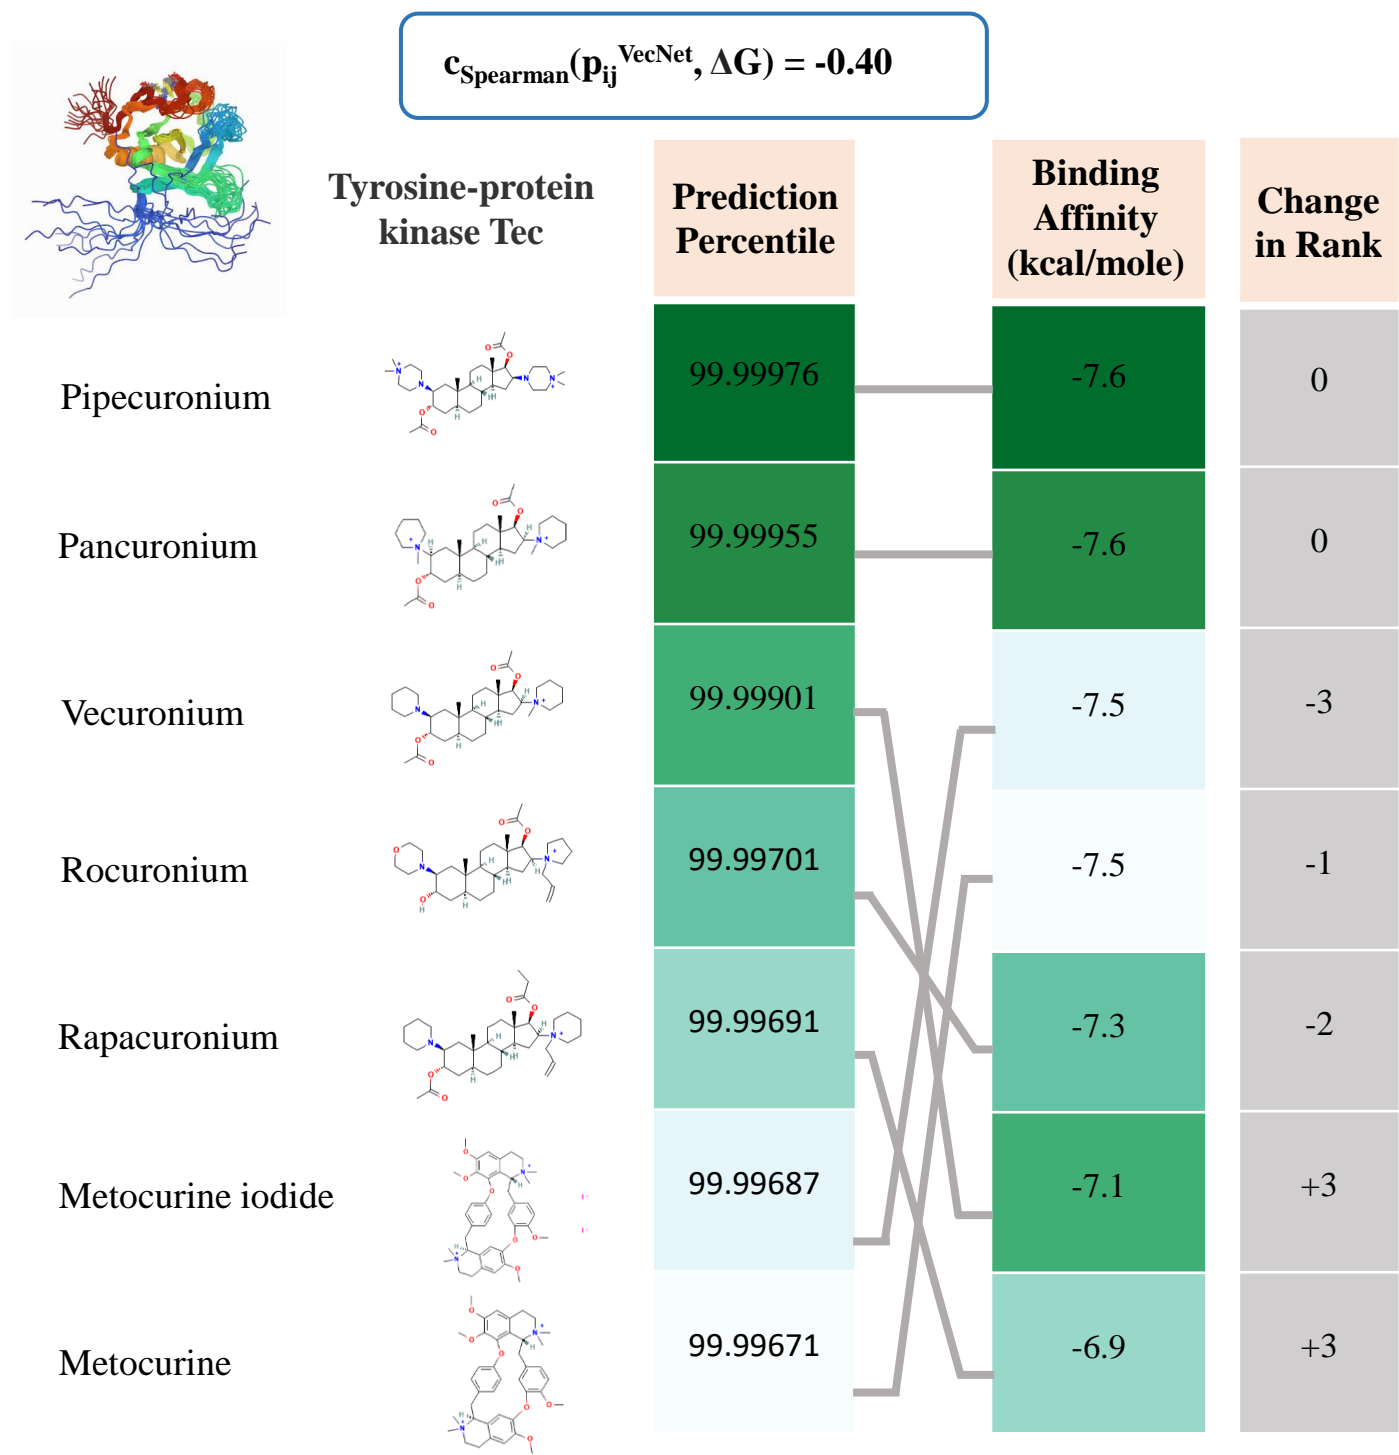 c_Spearman(p_ij^VecNet, ΔG) = -0.40
Tyrosine-protein
kinase Tec
Prediction
Percentile
Binding
Affinity
(kcal/mole)
Change
in Rank
Pipecuronium
99.99976
-7.6
0
Pancuronium
99.99955
-7.6
0
Vecuronium
99.99901
-7.5
-3
Rocuronium
99.99701
-7.5
-1
Rapacuronium
99.99691
-7.3
-2
Metocurine iodide
99.99687
-7.1
+3
Metocurine
99.99671
-6.9
+3